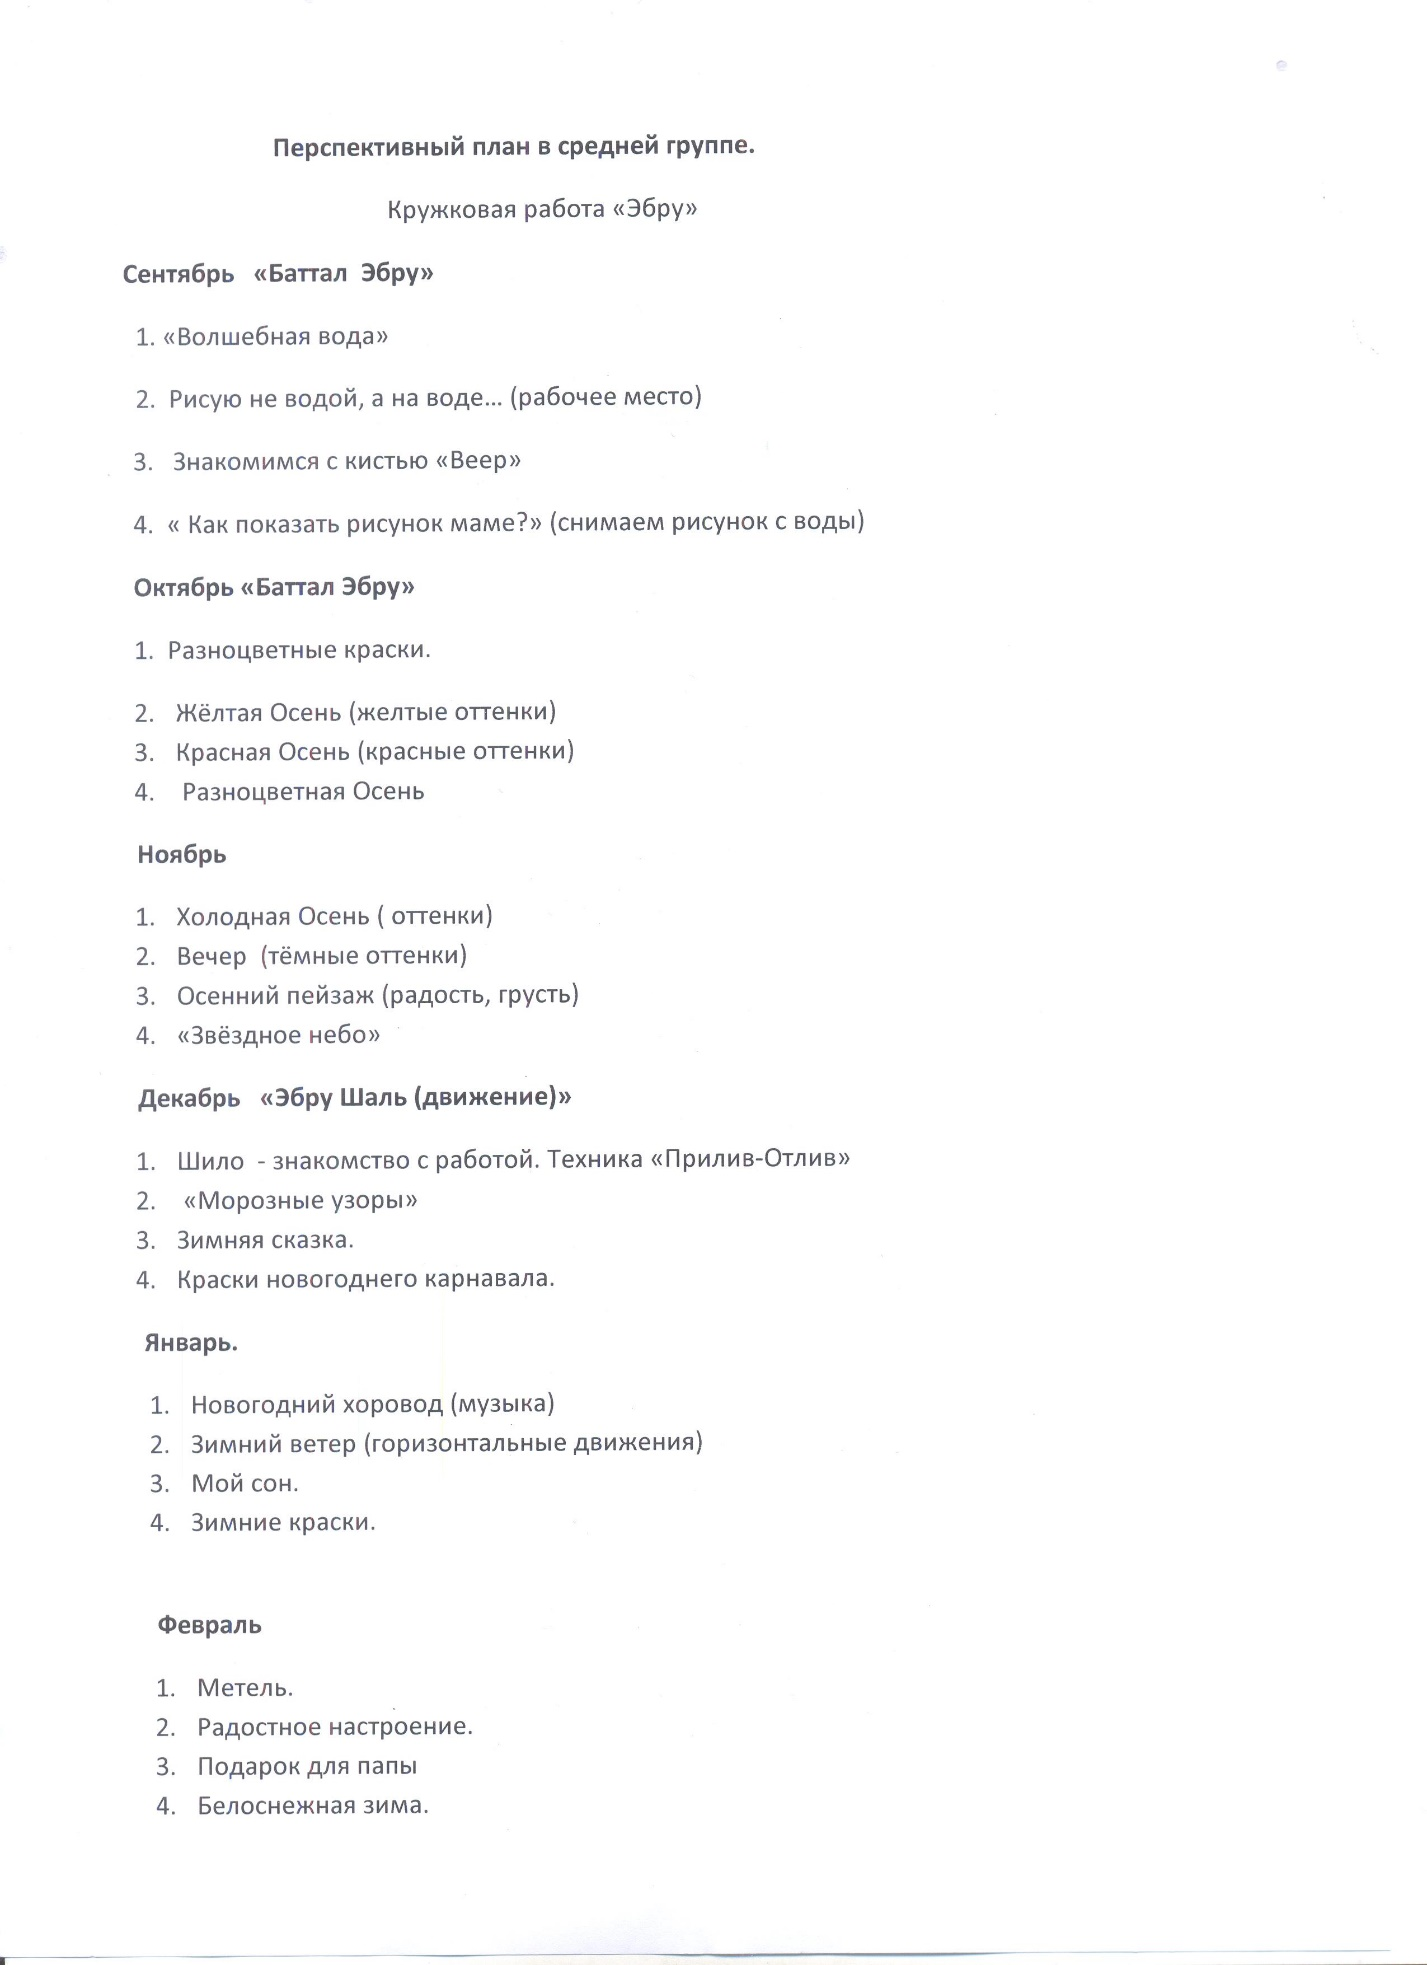 Перспективный план в средней группе.
Кружковая работа «Эбру»
Сентябрь «Баттал Эбру»
1. «Волшебная вода»
2. Рисую не водой, а на воде... (рабочее место)
3. Знакомимся с кистью «Веер»
4. « Как показать рисунок маме?» (снимаем рисунок с воды)
Октябрь «Баттал Эбру»
1. Разноцветные краски.
2. Жёлтая Осень (желтые оттенки)
3. Красная Осень (красные оттенки)
4. Разноцветная Осень
Ноябрь
1. Холодная Осень ( оттенки)
2. Вечер (тёмные оттенки)
3. Осенний пейзаж (радость, грусть)
4. «Звёздное небо»
Декабрь «Эбру Шаль (движение)»
1. Шило - знакомство с работой. Техника «Прилив-Отлив»
2. «Морозные узоры»
3. Зимняя сказка.
4. Краски новогоднего карнавала.
Январь.
1. Новогодний хоровод (музыка)
2. Зимний ветер (горизонтальные движения)
3. Мой сон.
4. Зимние краски.
Февраль
1. Метель.
2. Радостное настроение.
3. Подарок для папы
4. Белоснежная зима.